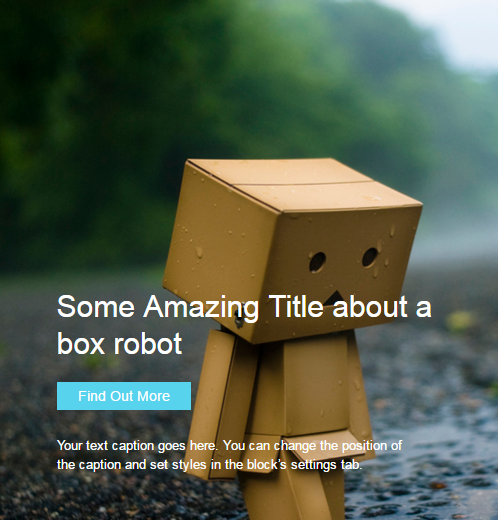 Some Amazing Title about a
box robot
Find Out More
Your text caption goes here. You can change the position of
the caption and set styles in the block's settings tab.